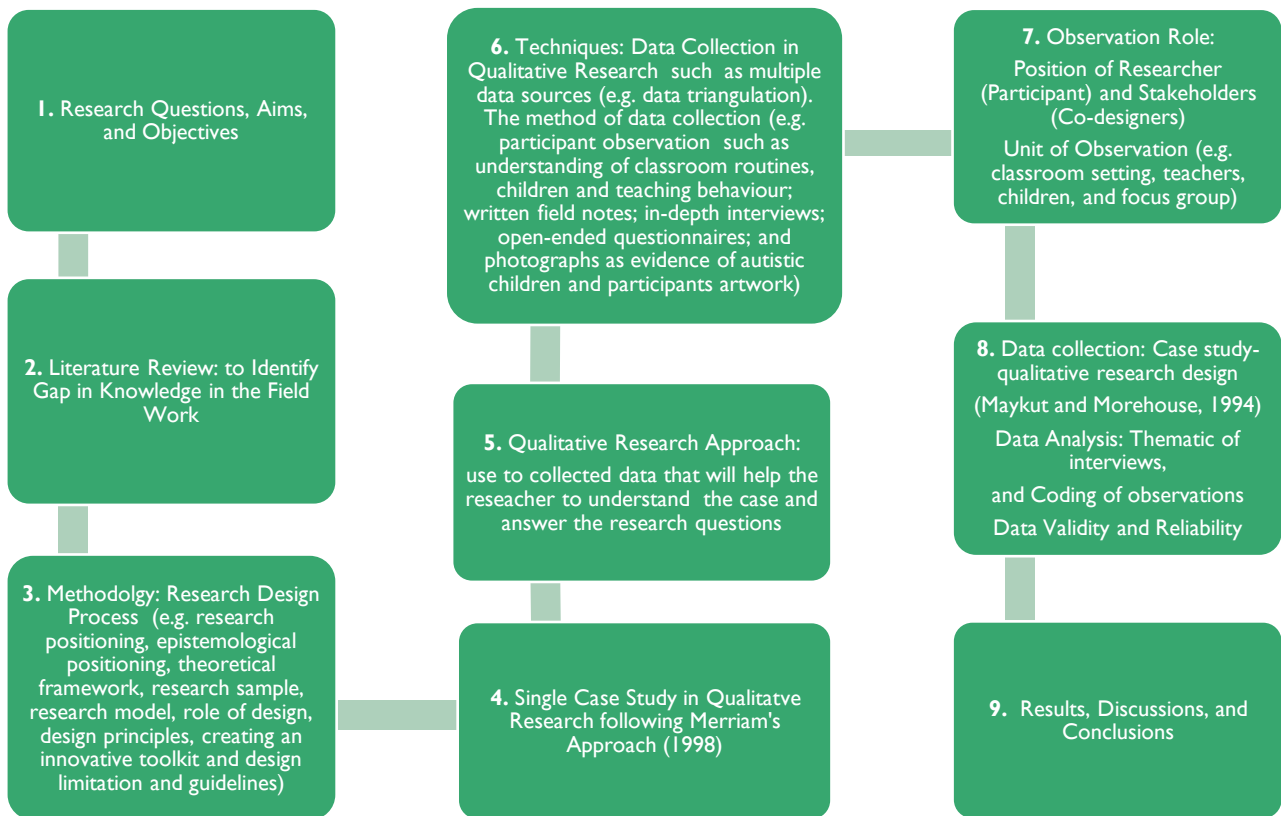 1. Research Questions, Aims,
and Objectives
2. Literature Review: to Identify
Gap in Knowledge in the Field
Work
3. Methodolgy: Research Design
Process (e.g. research
positioning, epistemological
positioning, theoretical
framework, research sample,
research model, role of design,
design principles, creating an
innovative toolkit and design
limitation and guidelines)
4. Single Case Study in Qualitatve
Research following Merriam's
Approach (1998)
5. Qualitative Research Approach:
use to collected data that will help the
reseacher to understand the case and
answer the research questions
6. Techniques: Data Collection in
Qualitative Research such as multiple
data sources (e.g. data triangulation).
The method of data collection (e.g.
participant observation such as
understanding of classroom routines,
children and teaching behaviour;
written field notes; in-depth interviews;
open-ended questionnaires; and
photographs as evidence of autistic
children and participants artwork)
7. Observation Role:
Position of Researcher
(Participant) and Stakeholders
(Co-designers)
Unit of Observation (e.g.
classroom setting, teachers,
children, and focus group)
8. Data collection: Case study-
qualitative research design
(Maykut and Morehouse, 1994)
Data Analysis: Thematic of
interviews,
and Coding of observations
Data Validity and Reliability
9. Results, Discussions, and
Conclusions